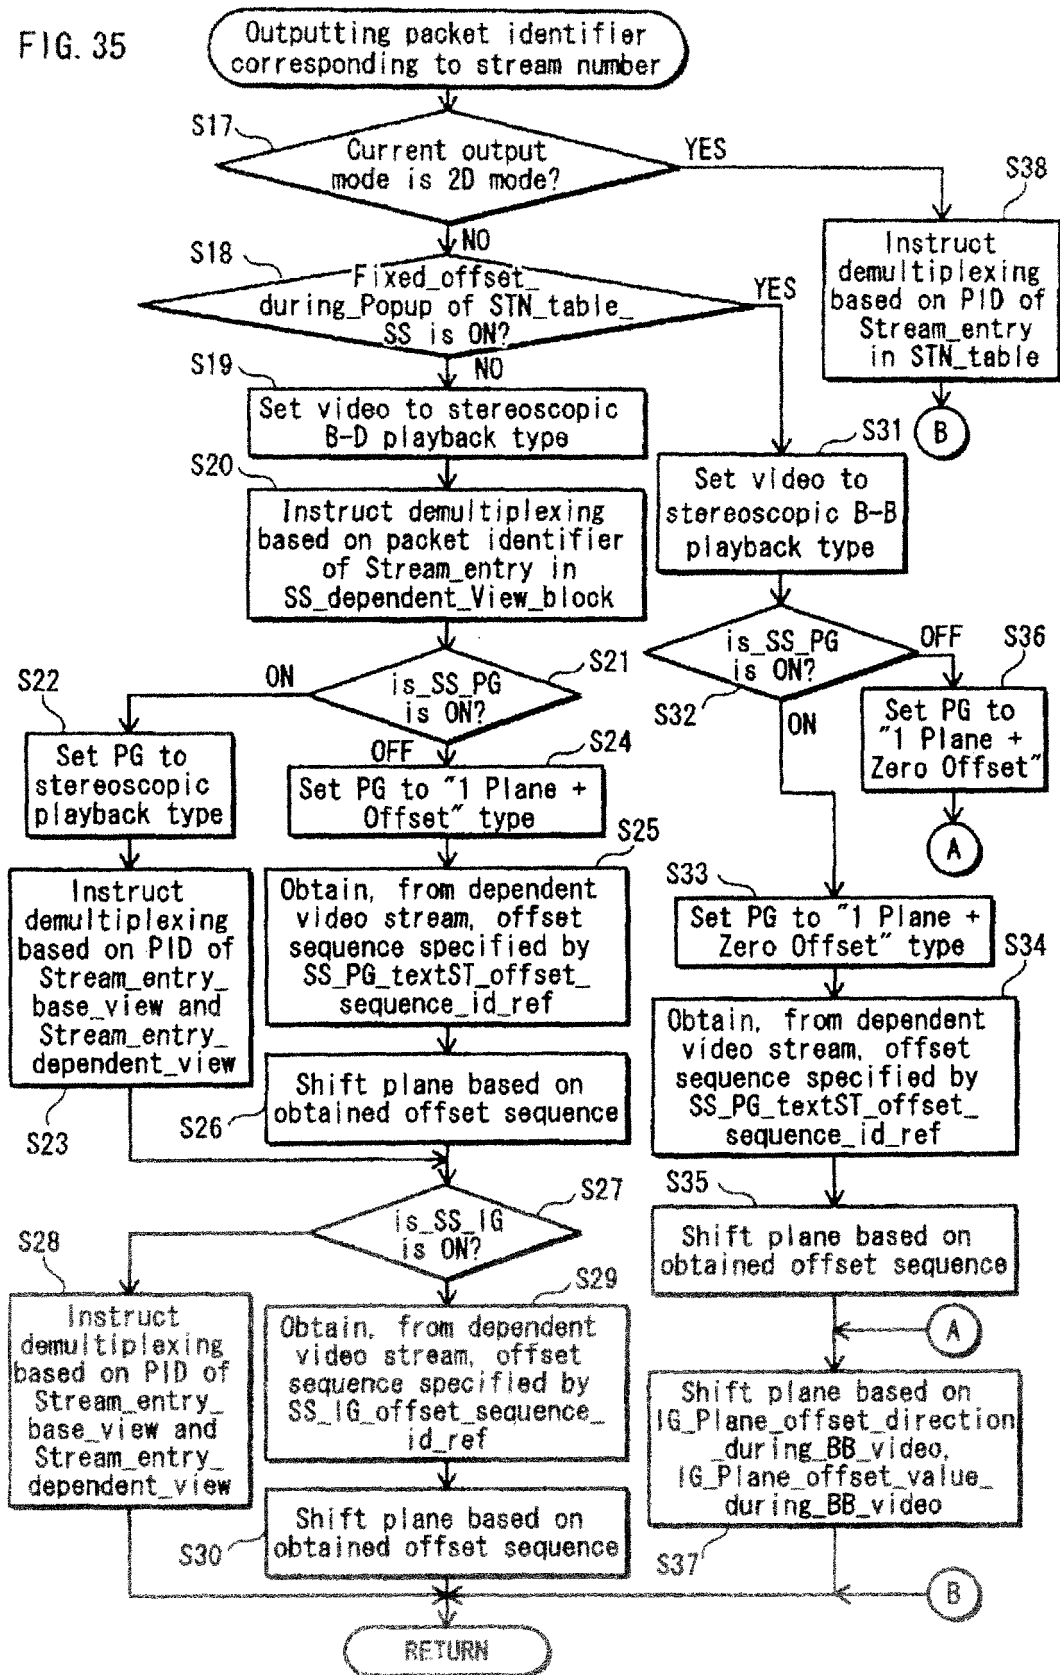 FIG. 35
Outputting packet identifier
corresponding to stream number
S17
Current output
mode is 2D mode?
YES
NO
S38
Instruct
demultiplexing
based on PID of
Stream_entry
in STN_table
B
S18
Fixed_offset_
during_Popup of STN_table_
SS is ON?
YES
NO
S19
Set video to stereoscopic
B-D playback type
S20
Instruct demultiplexing
based on packet identifier
of Stream_entry in
SS_dependent_View_block
S31
Set video to
stereoscopic B-B
playback type
S21
is_SS_PG
is ON?
ON
OFF
S32
is_SS_PG
is ON?
OFF
ON
S36
Set PG to
"1 Plane +
Zero Offset"
A
S22
Set PG to
stereoscopic
playback type
S24
Set PG to "1 Plane +
Offset" type
S23
Instruct
demultiplexing
based on PID of
Stream_entry_
base_view and
Stream_entry_
dependent_view
S25
Obtain, from dependent
video stream, offset
sequence specified by
SS_PG_textST_offset_
sequence_id_ref
S26
Shift plane based on
obtained offset sequence
S33
Set PG to "1 Plane +
Zero Offset" type
S34
Obtain, from dependent
video stream, offset
sequence specified by
SS_PG_textST_offset_
sequence_id_ref
S35
Shift plane based on
obtained offset sequence
A
S27
is_SS_IG
is ON?
S28
Instruct
demultiplexing
based on PID of
Stream_entry_
base_view and
Stream_entry_
dependent_view
S29
Obtain, from dependent
video stream, offset
sequence specified by
SS_IG_offset_sequence_
id_ref
S30
Shift plane based on
obtained offset sequence
Shift plane based on
IG_Plane_offset_direction
_during_BB_video,
IG_Plane_offset_value_
during_BB_video
S37
B
RETURN